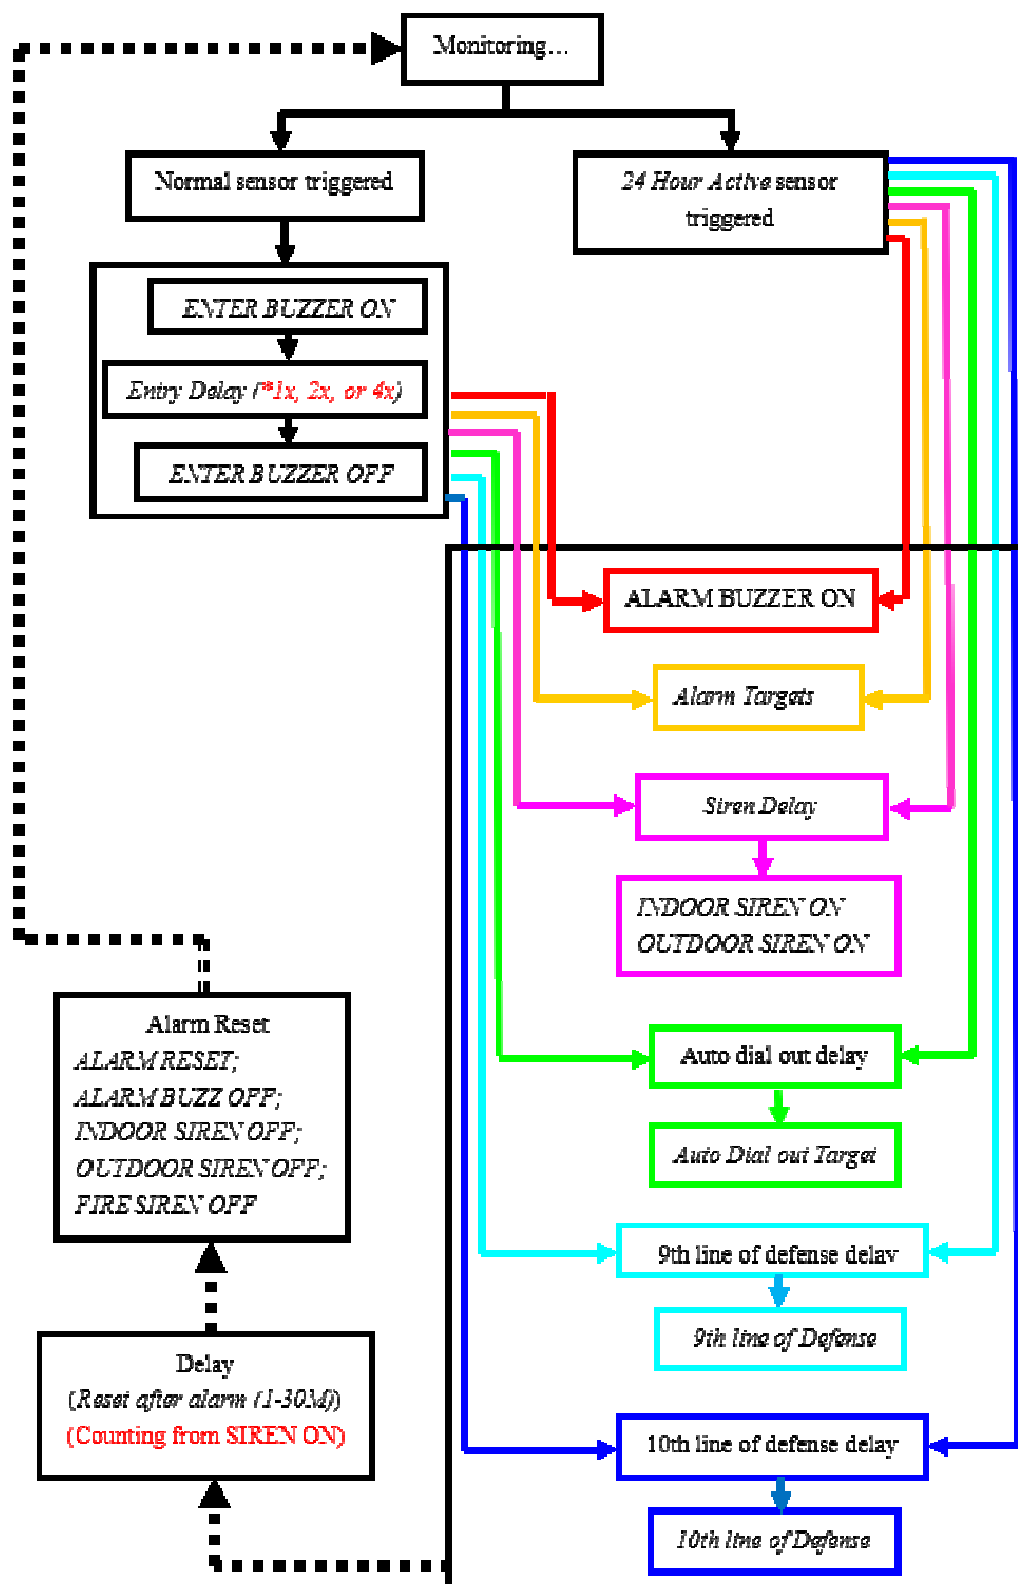 Monitoring…
Normal sensor triggered
24 Hour Active sensor
triggered
ENTER BUZZER ON
Entry Delay (*1x, 2x, or 4x)
ENTER BUZZER OFF
ALARM BUZZER ON
Alarm Targets
Siren Delay
INDOOR SIREN ON
OUTDOOR SIREN ON
Auto dial out delay
Auto Dial out Target
9th line of defense delay
9th line of Defense
10th line of defense delay
10th line of Defense
Alarm Reset
ALARM RESET;
ALARM BUZZ OFF;
INDOOR SIREN OFF;
OUTDOOR SIREN OFF;
FIRE SIREN OFF
Delay
(Reset after alarm (1-30M))
(Counting from SIREN ON)